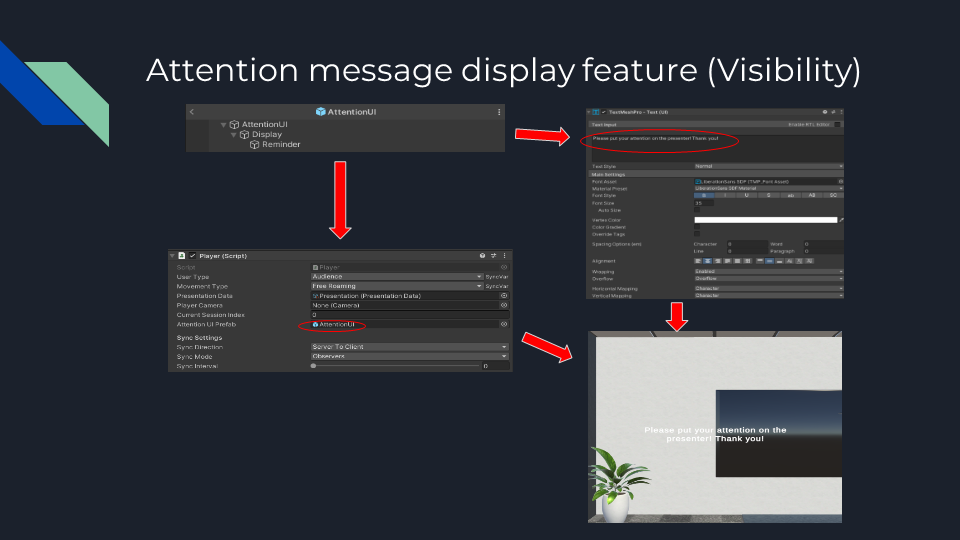 Attention message display feature (Visibility)
AttentionUI
AttentionUI
Display
Reminder
TextMeshPro - Text (UI)
Text Input
Enable RTL Editor
Please put your attention on the presenter! Thank you!
Text Style
Normal
Main Settings
Font Asset
LiberationSans SDF (TMP_Font Asset)
Material Preset
LiberationSans SDF Material
Font Style
B I U S ab AB SC
Font Size
35
Auto Size
Vertex Color
Color Gradient
Override Tags
Spacing Options (em)
Character 0 Word 0
Line 0 Paragraph 0
Alignment
Wrapping
Enabled
Overflow
Overflow
Horizontal Mapping
Character
Vertical Mapping
Character
Player (Script)
Script Player
User Type Audience SyncVar
Movement Type Free Roaming SyncVar
Presentation Data Presentation (Presentation Data)
Player Camera None (Camera)
Current Session Index 0
Attention UI Prefab AttentionUI
Sync Settings
Sync Direction Server To Client
Sync Mode Observers
Sync Interval 0
Please put your attention on the
presenter! Thank you!